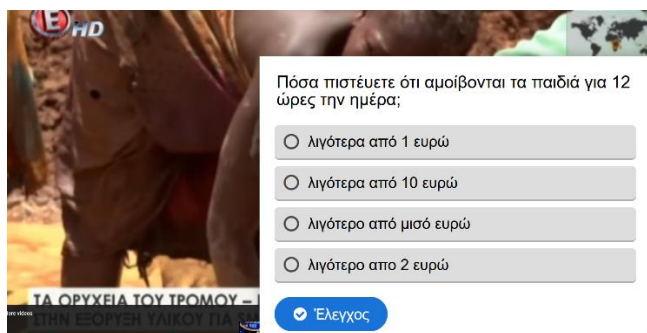 E HD
Πόσα πιστέυετε ότι αμοίβονται τα παιδιά για 12
ώρες την ημέρα;
λιγότερα από 1 ευρώ
λιγότερα από 10 ευρώ
λιγότερο από μισό ευρώ
λιγότερο απο 2 ευρώ
Έλεγχος
ΤΑ ΟΡΥΧΕΙΑ ΤΟΥ ΤΡΟΜΟΥ –
ΣΤΗΝ ΕΞΟΡΥΞΗ ΥΛΙΚΟΥ ΓΙΑ